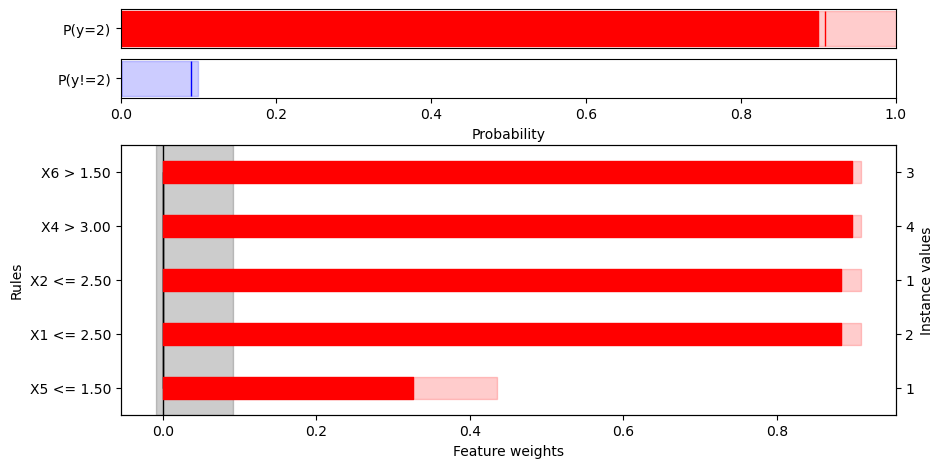 P(y=2)
P(y!=2)
0.0 0.2 0.4 0.6 0.8 1.0
Probability
Rules
Instance values
X6 > 1.50 3
X4 > 3.00 4
X2 <= 2.50 1
X1 <= 2.50 2
X5 <= 1.50 1
0.0 0.2 0.4 0.6 0.8
Feature weights